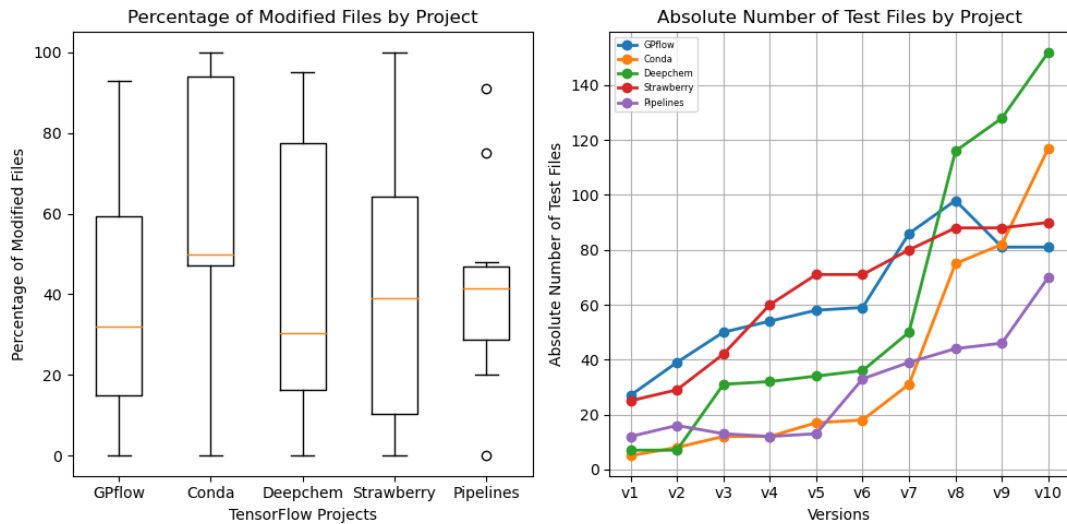 Percentage of Modified Files by Project
Percentage of Modified Files
100
80
60
40
20
0
GPflow Conda Deepchem Strawberry Pipelines
TensorFlow Projects
Absolute Number of Test Files by Project
Absolute Number of Test Files
140
120
100
80
60
40
20
0
GPflow
Conda
Deepchem
Strawberry
Pipelines
v1 v2 v3 v4 v5 v6 v7 v8 v9 v10
Versions